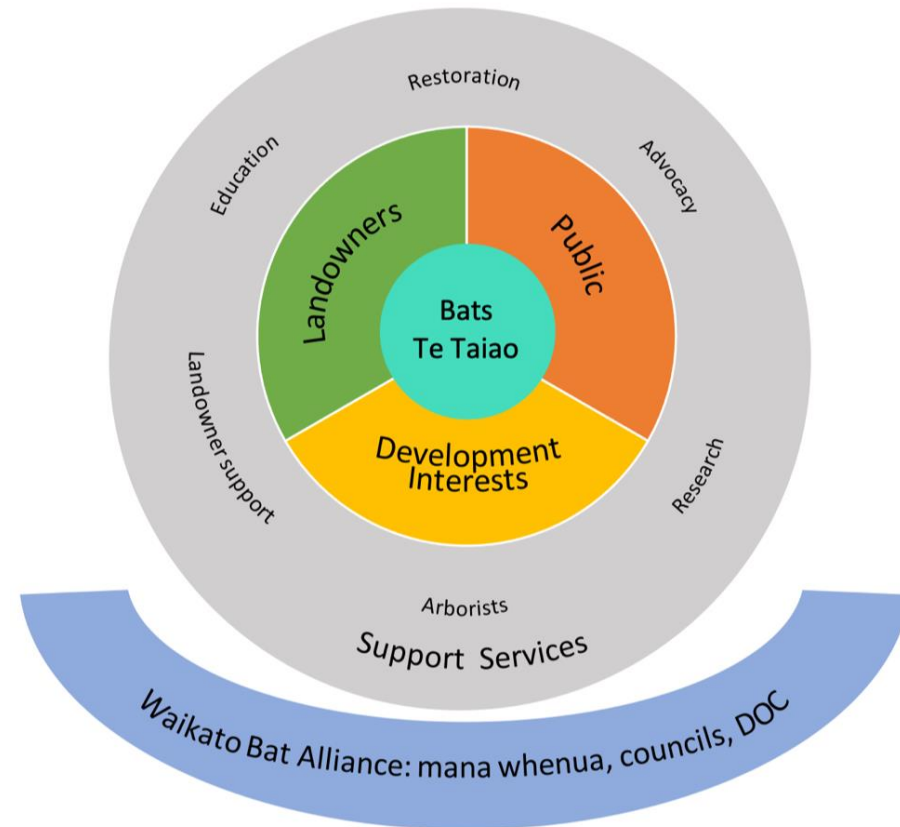 Restoration
Education
Advocacy
Landowners
Public
Bats
Te Taiao
Development
Interests
Landowner support
Research
Arborists
Support Services
Waikato Bat Alliance: mana whenua, councils, DOC